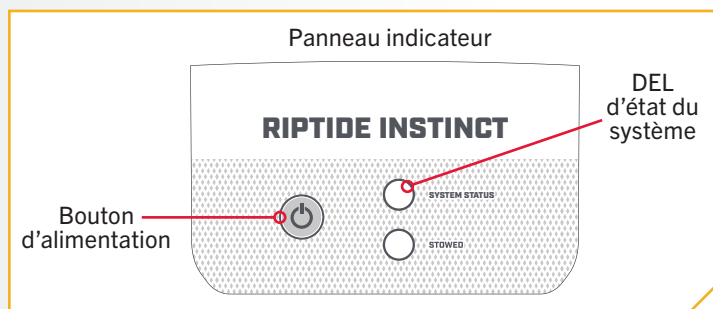 Panneau indicateur
DEL
d’état du
système
RIPTIDE INSTINCT
SYSTEM STATUS
Bouton
d’alimentation
STOWED